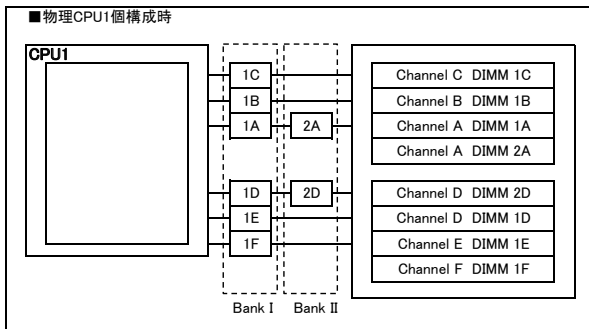 ■物理CPU1個構成時
CPU1
1C
1B
1A 2A
1D 2D
1E
1F
Bank I Bank II
Channel C DIMM 1C
Channel B DIMM 1B
Channel A DIMM 1A
Channel A DIMM 2A
Channel D DIMM 2D
Channel D DIMM 1D
Channel E DIMM 1E
Channel F DIMM 1F